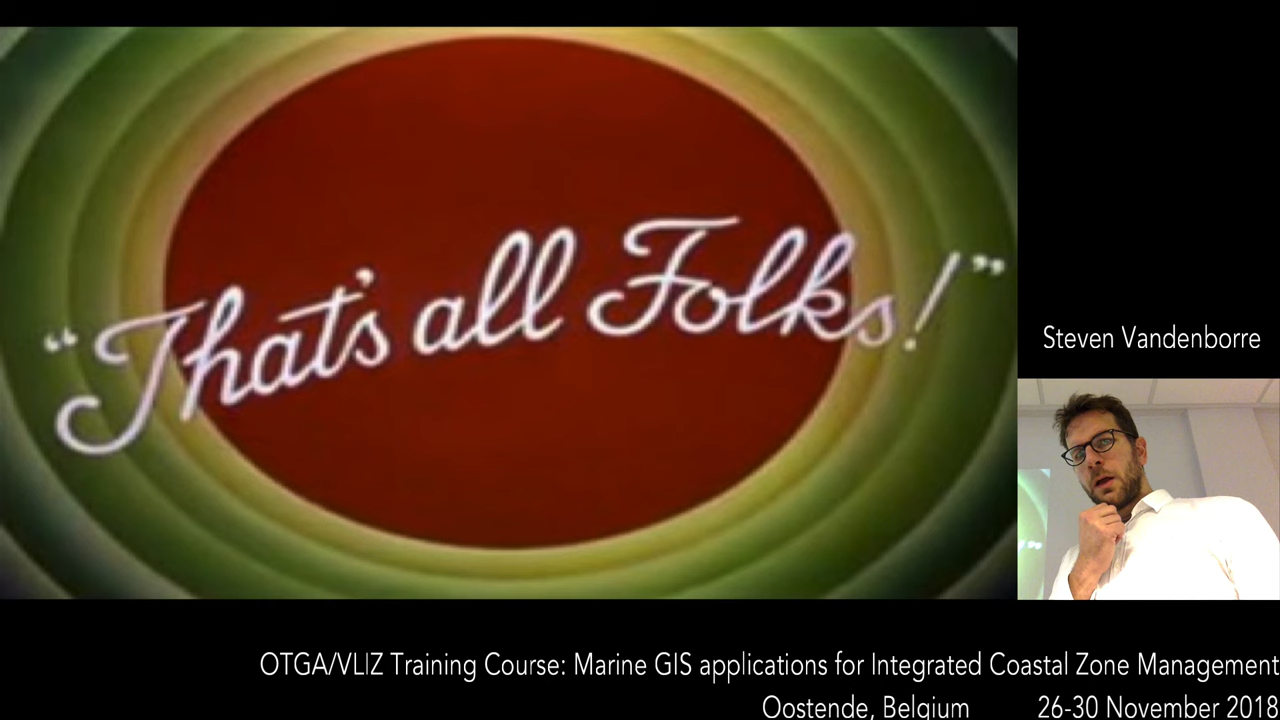 “That's all Folks!”
Steven Vandenborre
OTGA/VLIZ Training Course: Marine GIS applications for Integrated Coastal Zone Management
Oostende, Belgium 26-30 November 2018